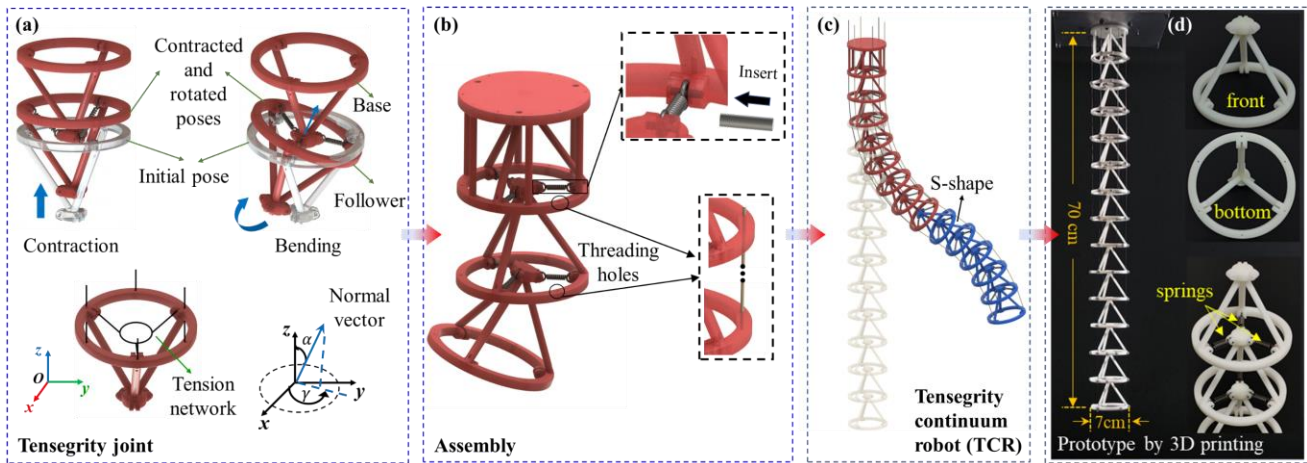 (a)
Contracted
and
rotated
poses
Base
Initial pose
Follower
Contraction
Bending
Normal
vector
z
α
γ
y
x
z
O
y
x
Tension
network
Tensegrity joint
(b)
Insert
Threading
holes
Assembly
(c)
S-shape
Tensegrity
continuum
robot (TCR)
(d)
70 cm
front
bottom
springs
7cm
Prototype by 3D printing